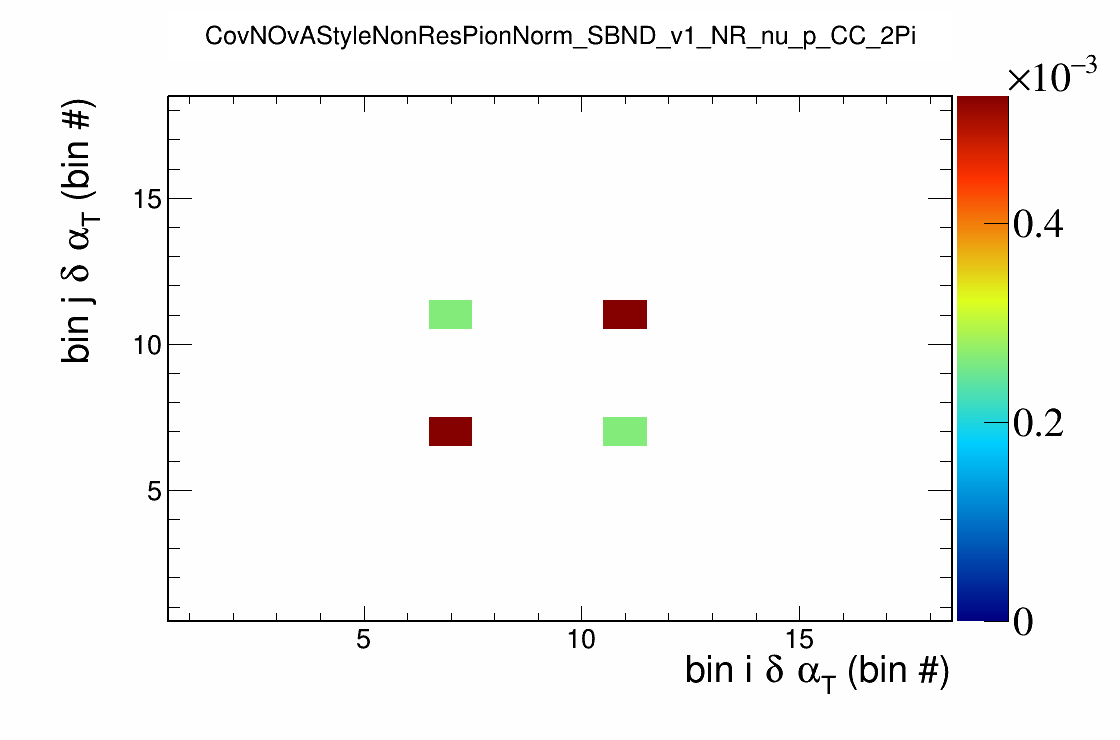 CovNOvAStyleNonResPionNorm_SBND_v1_NR_nu_p_CC_2Pi
×10⁻³
bin j δ α_T (bin #)
15
10
5
0.4
0.2
0
5 10 15
bin i δ α_T (bin #)